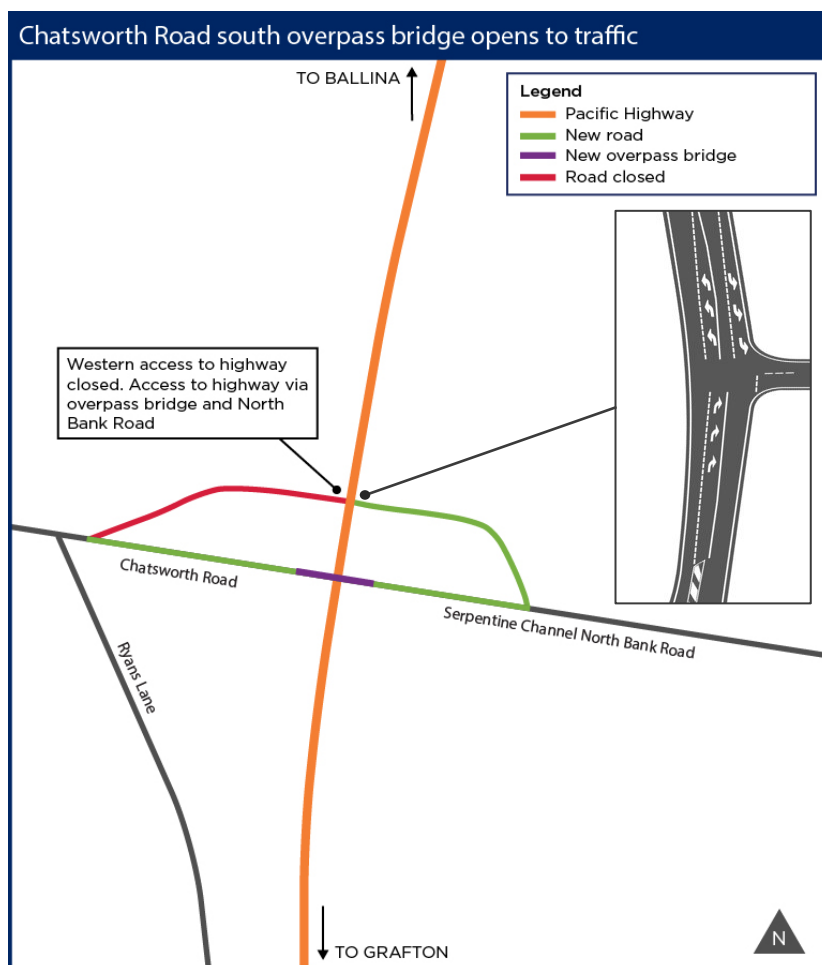 Chatsworth Road south overpass bridge opens to traffic
TO BALLINA
Legend
Pacific Highway
New road
New overpass bridge
Road closed
Western access to highway
closed. Access to highway via
overpass bridge and North
Bank Road
Chatsworth Road
Serpentine Channel North Bank Road
Ryans Lane
TO GRAFTON
N